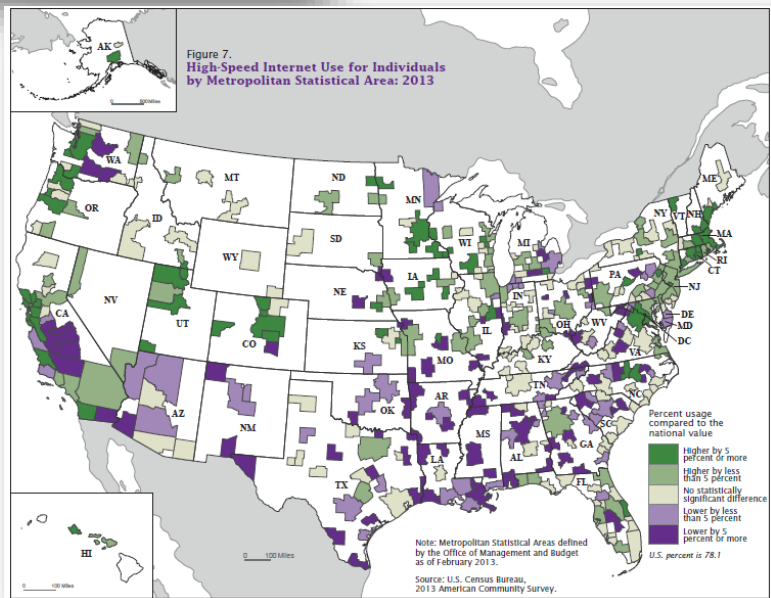 Figure 7.
High-Speed Internet Use for Individuals
by Metropolitan Statistical Area: 2013
AK
500 Miles
WA
MT
ND
MN
ME
OR
ID
WY
SD
WI
MI
NY
VT
NH
MA
RI
CT
NV
UT
CO
NE
IA
IL
IN
OH
PA
NJ
CA
KS
MO
KY
WV
VA
DE
MD
DC
AZ
NM
OK
AR
TN
NC
TX
LA
MS
AL
GA
SC
FL
HI
0 100 Miles
0 100 Miles
Percent usage
compared to the
national value
Higher by 5
percent or more
Higher by less
than 5 percent
No statistically
significant difference
Lower by less
than 5 percent
Lower by 5
percent or more
U.S. percent is 78.1
Note: Metropolitan Statistical Areas defined
by the Office of Management and Budget
as of February 2013.
Source: U.S. Census Bureau,
2013 American Community Survey.